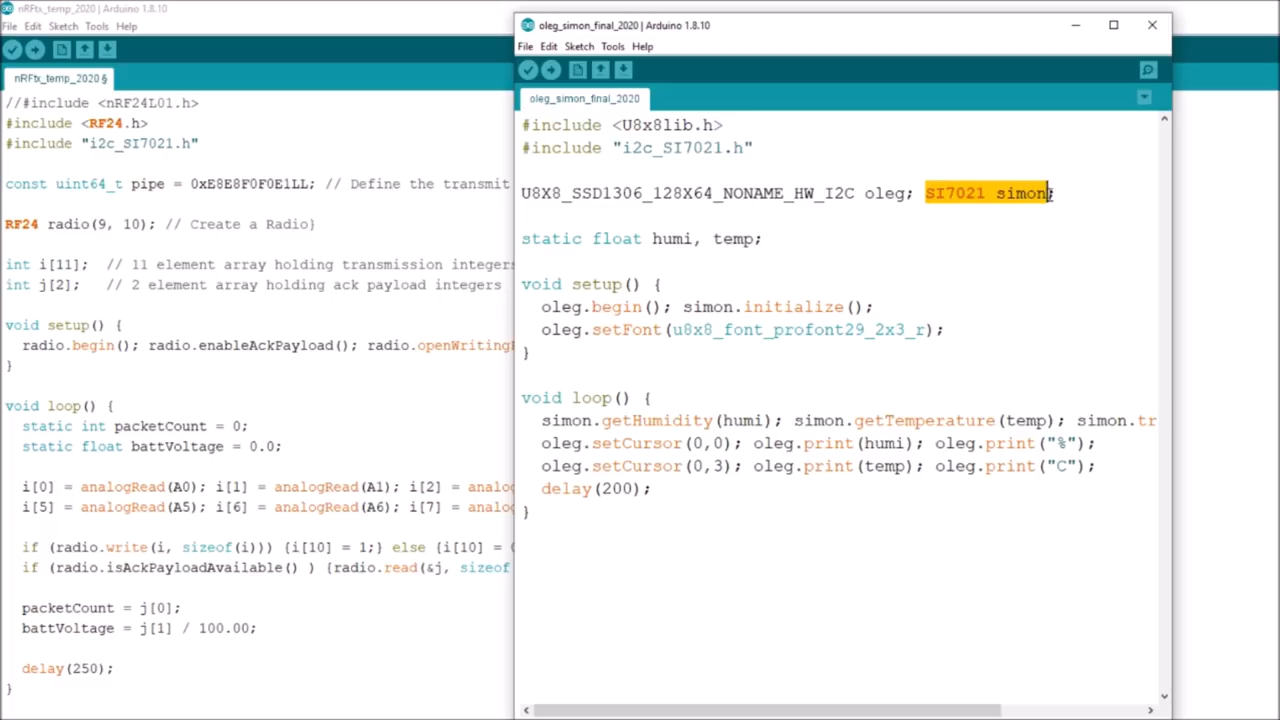 nRFtx_temp_2020 | Arduino 1.8.10
File Edit Sketch Tools Help
nRFtx_temp_2020 §
//#include <nRF24L01.h>
#include <RF24.h>
#include "i2c_SI7021.h"
const uint64_t pipe = 0xE8E8F0F0E1LL; // Define the transmit
RF24 radio(9, 10); // Create a Radio}
int i[11];  // 11 element array holding transmission integers
int j[2];   // 2 element array holding ack payload integers
void setup() {
  radio.begin(); radio.enableAckPayload(); radio.openWriting
}
void loop() {
  static int packetCount = 0;
  static float battVoltage = 0.0;
  i[0] = analogRead(A0); i[1] = analogRead(A1); i[2] = analo
  i[5] = analogRead(A5); i[6] = analogRead(A6); i[7] = analo
  if (radio.write(i, sizeof(i))) {i[10] = 1;} else {i[10] =
  if (radio.isAckPayloadAvailable() ) {radio.read(&j, sizeof
  packetCount = j[0];
  battVoltage = j[1] / 100.00;
  delay(250);
}
oleg_simon_final_2020 | Arduino 1.8.10
File Edit Sketch Tools Help
oleg_simon_final_2020
#include <U8x8lib.h>
#include "i2c_SI7021.h"
U8X8_SSD1306_128X64_NONAME_HW_I2C oleg; SI7021 simon;
static float humi, temp;
void setup() {
  oleg.begin(); simon.initialize();
  oleg.setFont(u8x8_font_profont29_2x3_r);
}
void loop() {
  simon.getHumidity(humi); simon.getTemperature(temp); simon.tr
  oleg.setCursor(0,0); oleg.print(humi); oleg.print("%");
  oleg.setCursor(0,3); oleg.print(temp); oleg.print("C");
  delay(200);
}